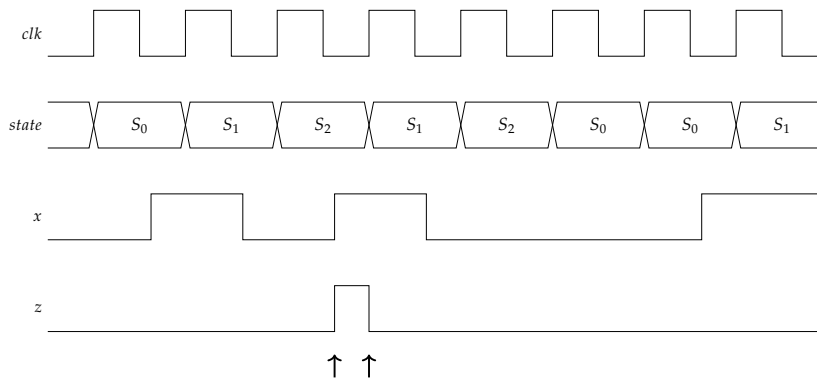 clk
state S₀ S₁ S₂ S₁ S₂ S₀ S₀ S₁
x
z